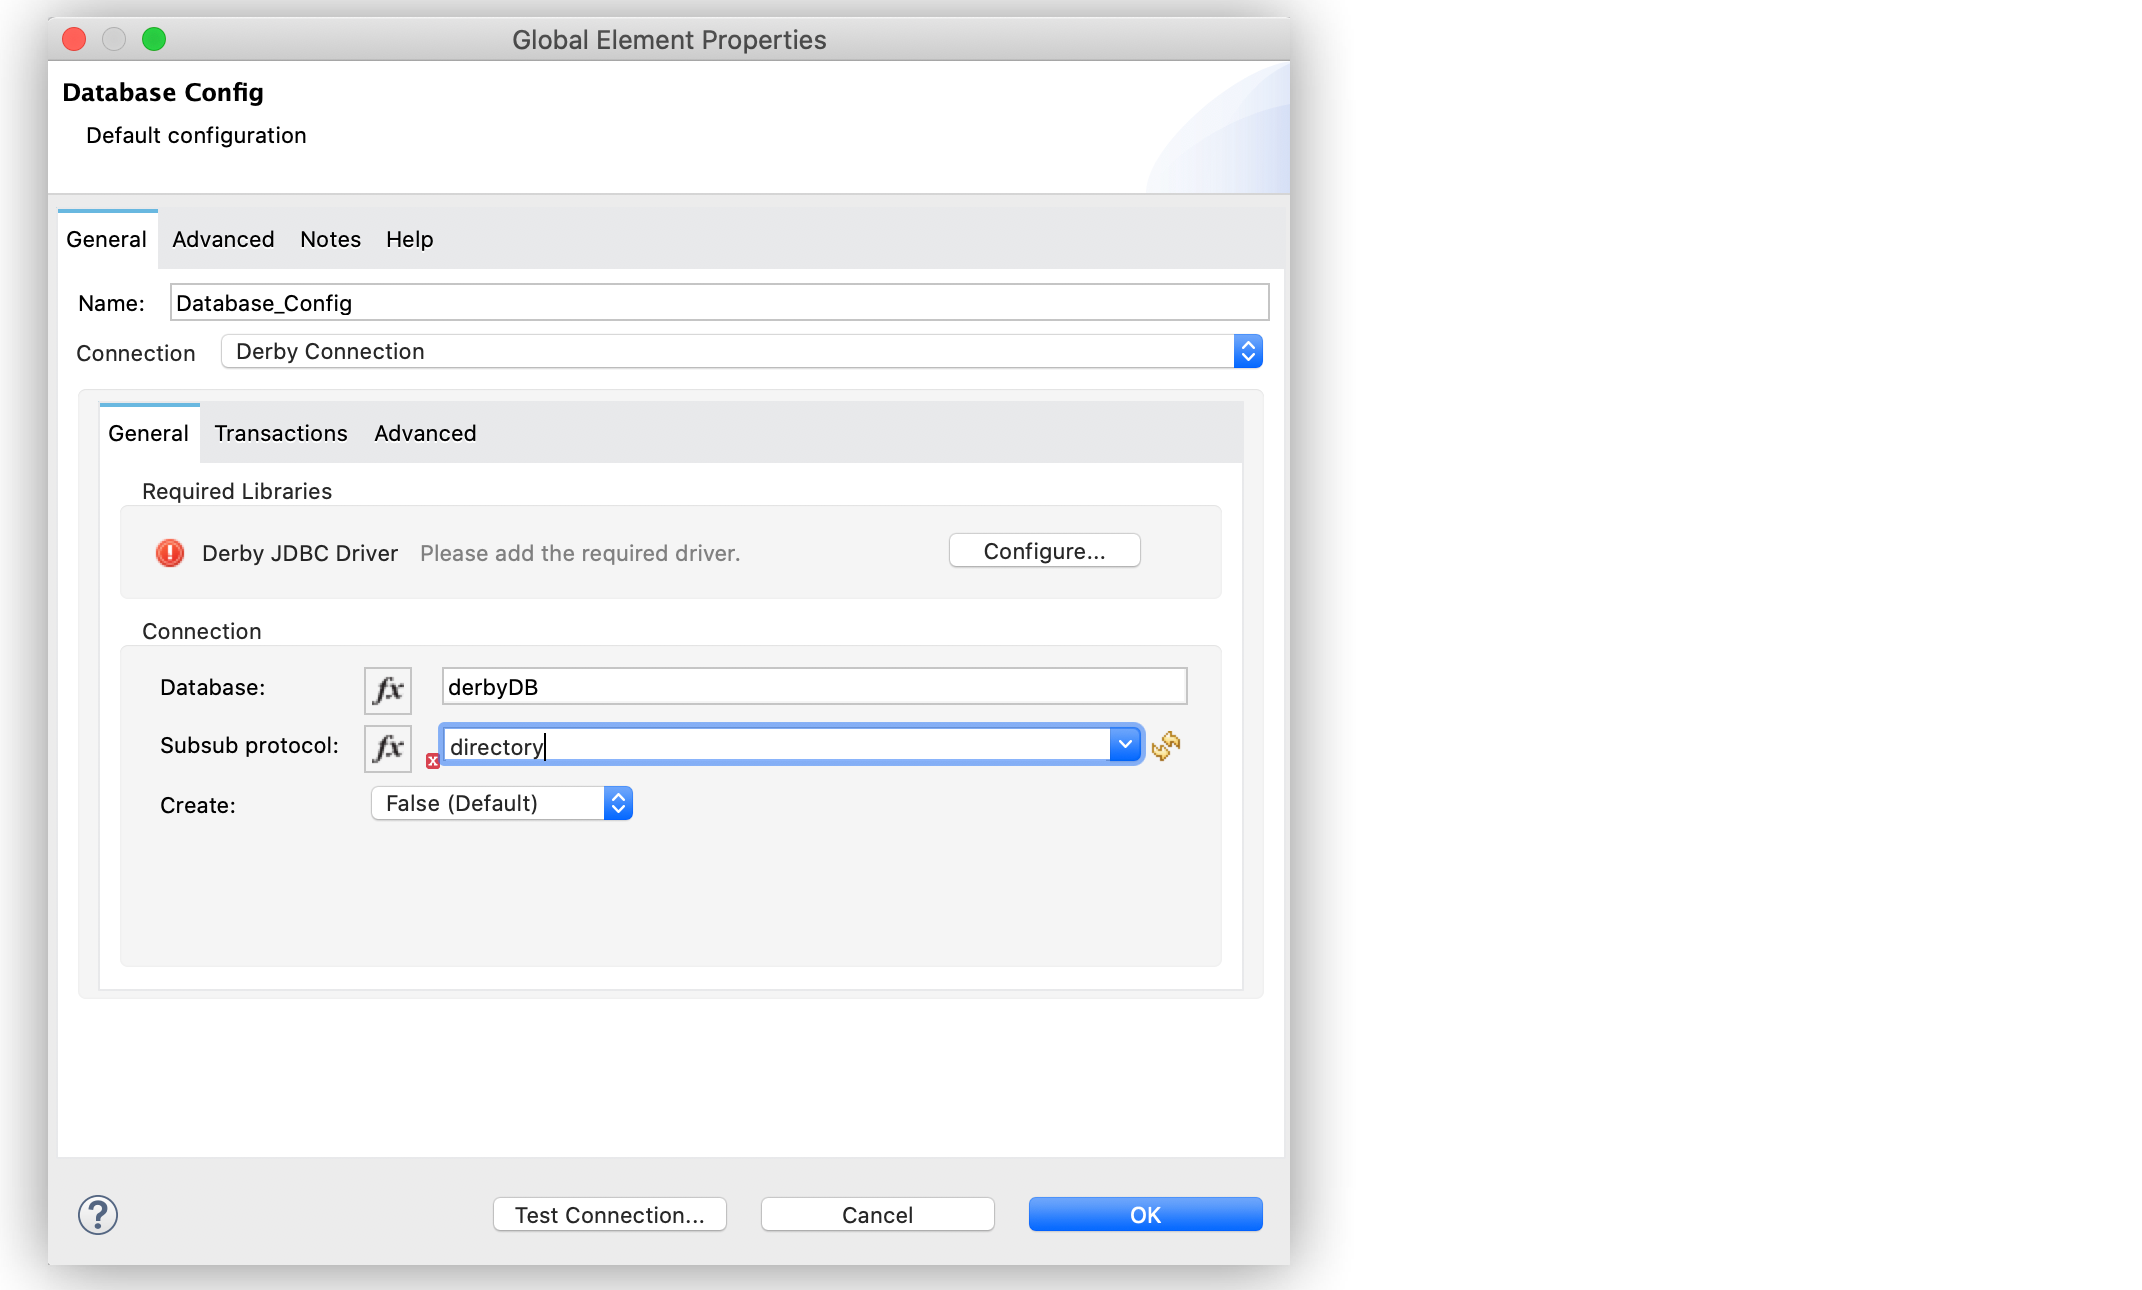 Global Element Properties
Database Config
Default configuration
General Advanced Notes Help
Name: Database_Config
Connection Derby Connection
General Transactions Advanced
Required Libraries
Derby JDBC Driver Please add the required driver. Configure...
Connection
Database: fx derbyDB
Subsub protocol: fx directory
Create: False (Default)
? Test Connection... Cancel OK